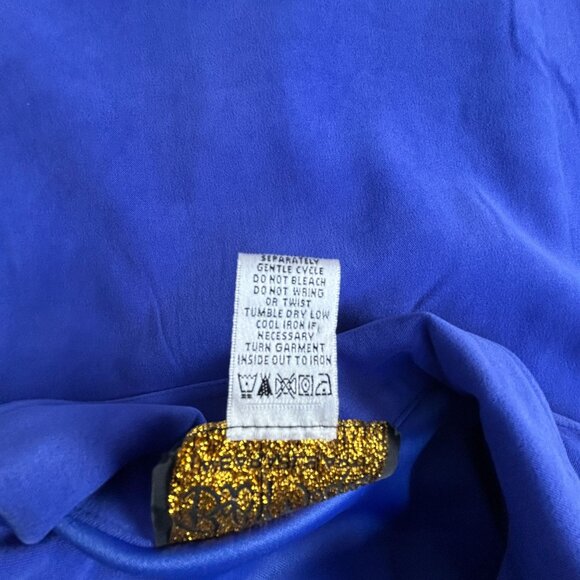 SEPARATELY
GENTLE CYCLE
DO NOT BLEACH
DO NOT WRING
OR TWIST
TUMBLE DRY LOW
COOL IRON IF
NECESSARY
TURN GARMENT
INSIDE OUT TO IRON